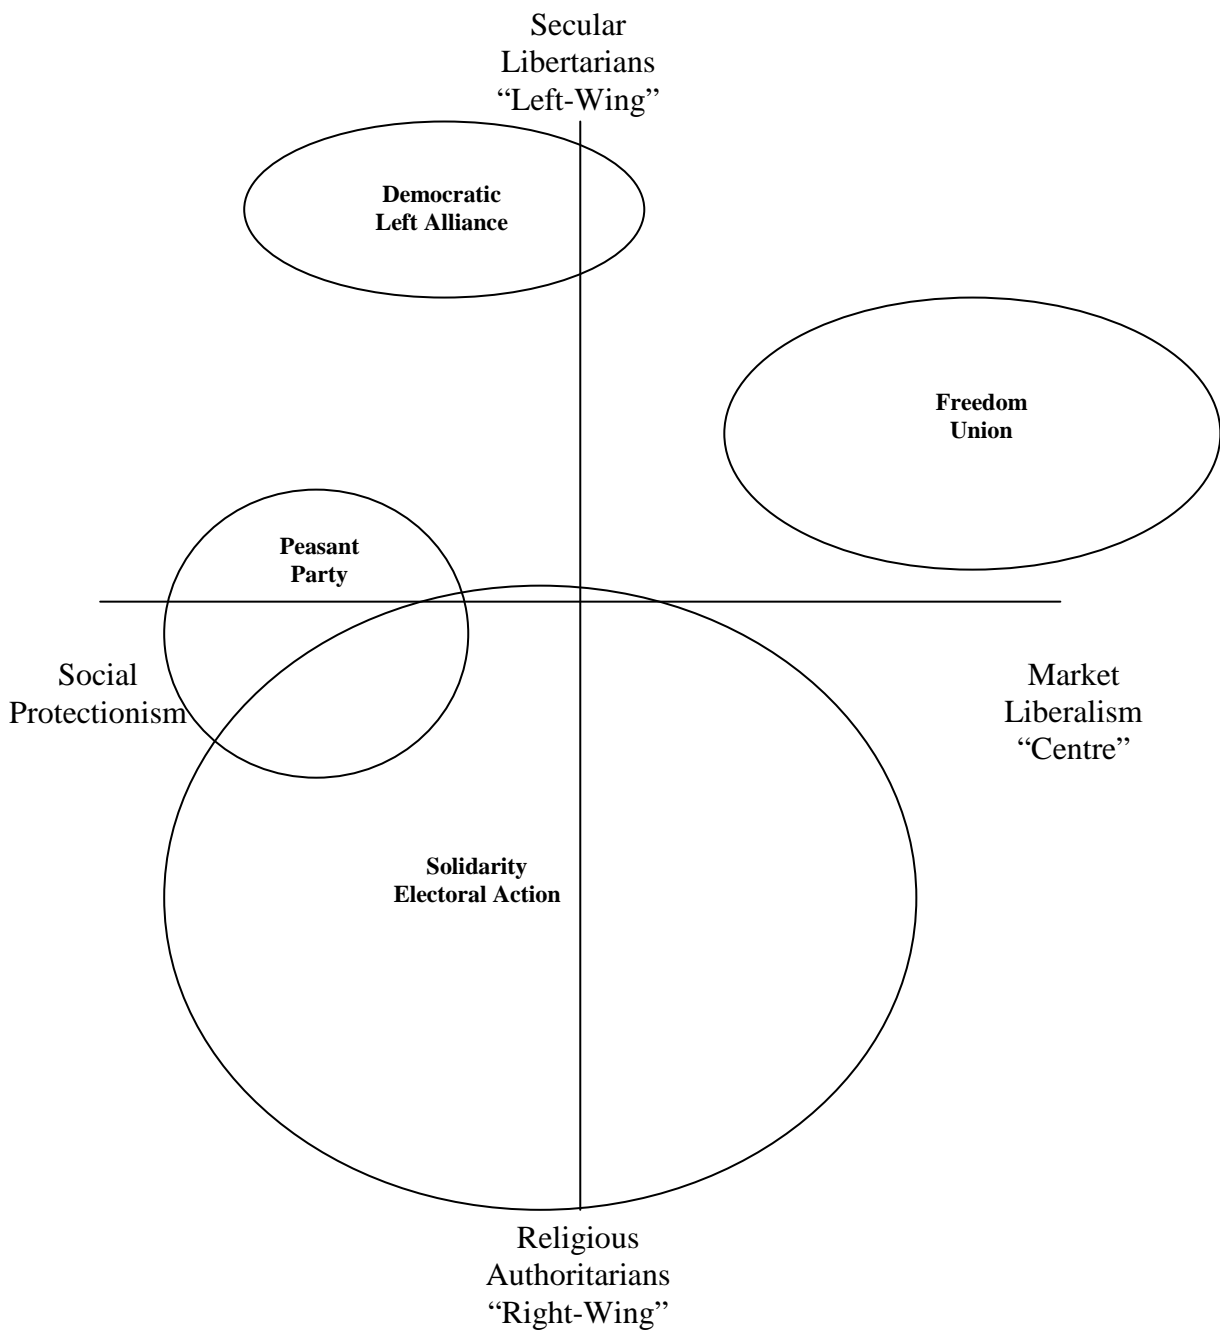 Secular
Libertarians
“Left-Wing”
Democratic
Left Alliance
Freedom
Union
Peasant
Party
Social
Protectionism
Market
Liberalism
“Centre”
Solidarity
Electoral Action
Religious
Authoritarians
“Right-Wing”